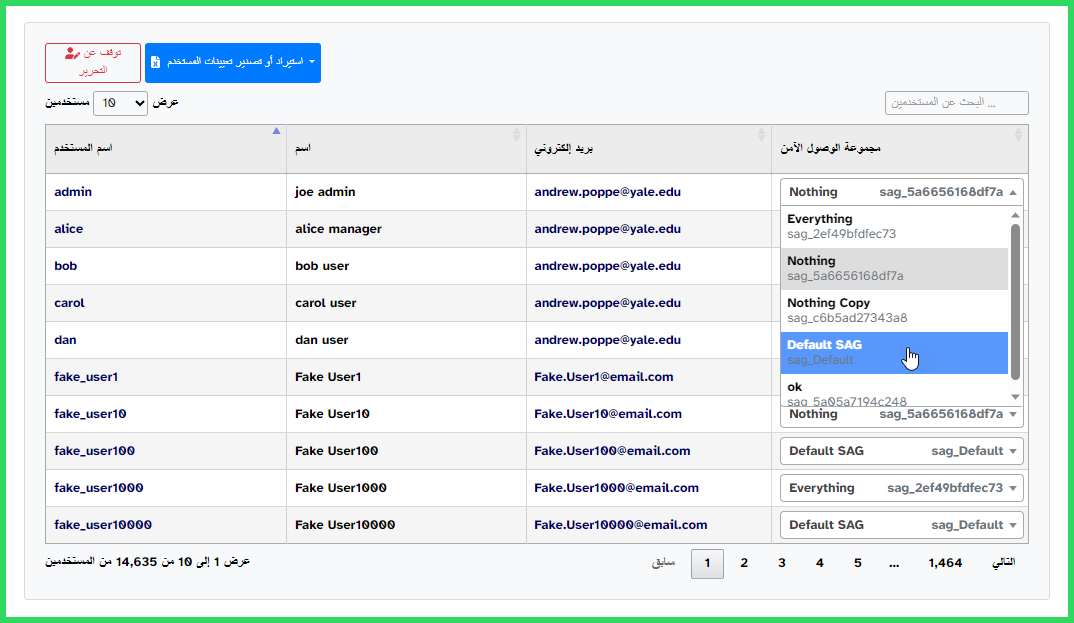 توقف عن التحرير
استيراد أو تصدير تعيينات المستخدم
عرض 10 مستخدمين
البحث عن المستخدمين ...
اسم المستخدم اسم بريد إلكتروني مجموعة الوصول الآمن
admin joe admin andrew.poppe@yale.edu Nothing sag_5a6656168df7a
alice alice manager andrew.poppe@yale.edu
bob bob user andrew.poppe@yale.edu
carol carol user andrew.poppe@yale.edu
dan dan user andrew.poppe@yale.edu
fake_user1 Fake User1 Fake.User1@email.com
Everything
sag_2ef49bfdfec73
Nothing
sag_5a6656168df7a
Nothing Copy
sag_c6b5ad27343a8
Default SAG
sag_Default
ok
sag_5a05a7194c248
fake_user10 Fake User10 Fake.User10@email.com Nothing sag_5a6656168df7a
fake_user100 Fake User100 Fake.User100@email.com Default SAG sag_Default
fake_user1000 Fake User1000 Fake.User1000@email.com Everything sag_2ef49bfdfec73
fake_user10000 Fake User10000 Fake.User10000@email.com Default SAG sag_Default
عرض 1 إلى 10 من 14,635 من المستخدمين
سابق 1 2 3 4 5 ... 1,464 التالي